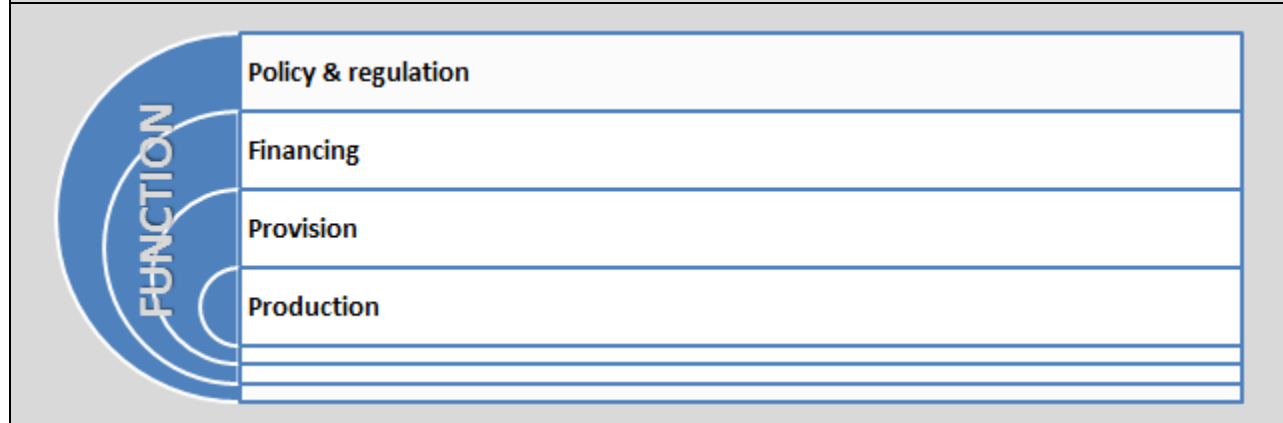 FUNCTION
Policy & regulation
Financing
Provision
Production